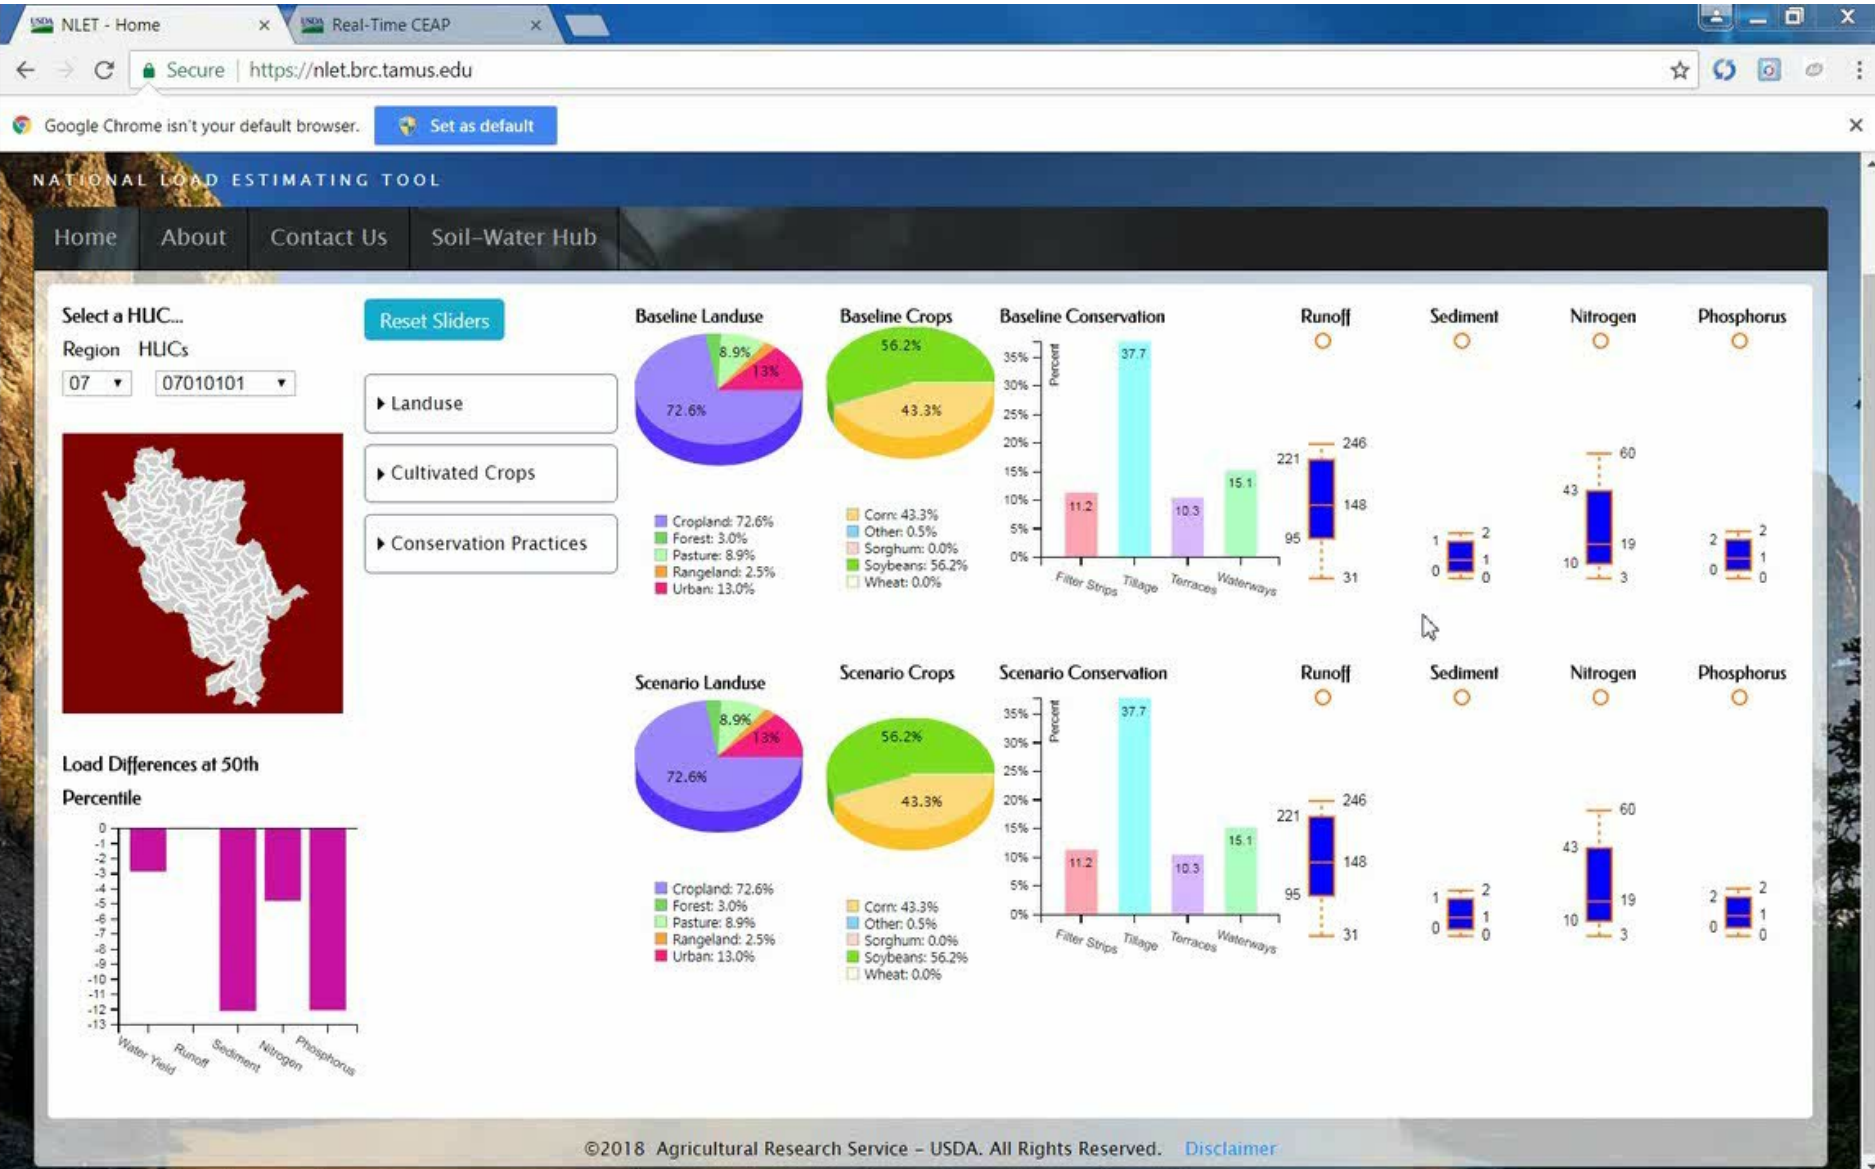 NLET - Home
Real-Time CEAP
Secure
https://nlet.brc.tamus.edu
Google Chrome isn't your default browser.
Set as default
NATIONAL LOAD ESTIMATING TOOL
Home
About
Contact Us
Soil-Water Hub
Select a HUC...
Region HUCs
07
07010101
Load Differences at 50th
Percentile
0
-1
-2
-3
-4
-5
-6
-7
-8
-9
-10
-11
-12
-13
Water Yield
Runoff
Sediment
Nitrogen
Phosphorus
Reset Sliders
Landuse
Cultivated Crops
Conservation Practices
Baseline Landuse
8.9%
13%
72.6%
Cropland: 72.6%
Forest: 3.0%
Pasture: 8.9%
Rangeland: 2.5%
Urban: 13.0%
Baseline Crops
56.2%
43.3%
Corn: 43.3%
Other: 0.5%
Sorghum: 0.0%
Soybeans: 56.2%
Wheat: 0.0%
Baseline Conservation
Percent
35%
30%
25%
20%
15%
10%
5%
0%
11.2
37.7
10.3
15.1
Filter Strips
Tillage
Terraces
Waterways
Runoff
246
221
148
95
31
Sediment
2
1
1
0
0
Nitrogen
60
43
19
10
3
Phosphorus
2
2
1
0
0
Scenario Landuse
8.9%
13%
72.6%
Cropland: 72.6%
Forest: 3.0%
Pasture: 8.9%
Rangeland: 2.5%
Urban: 13.0%
Scenario Crops
56.2%
43.3%
Corn: 43.3%
Other: 0.5%
Sorghum: 0.0%
Soybeans: 56.2%
Wheat: 0.0%
Scenario Conservation
Percent
35%
30%
25%
20%
15%
10%
5%
0%
11.2
37.7
10.3
15.1
Filter Strips
Tillage
Terraces
Waterways
Runoff
246
221
148
95
31
Sediment
2
1
1
0
0
Nitrogen
60
43
19
10
3
Phosphorus
2
2
1
0
0
©2018 Agricultural Research Service – USDA. All Rights Reserved. Disclaimer